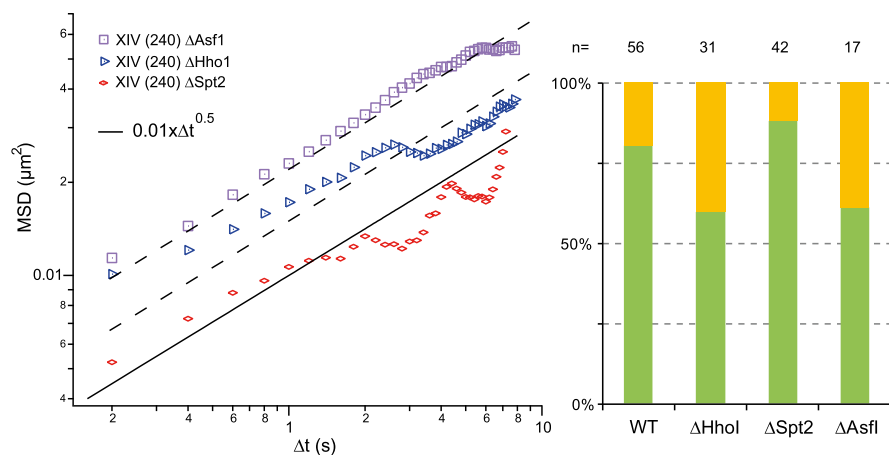 XIV (240) ΔAsf1
XIV (240) ΔHho1
XIV (240) ΔSpt2
0.01xΔt0.5
MSD (μm2)
6
4
2
0.01
8
6
4
2
4
6
8
1
2
4
6
8
10
Δt (s)
n= 56 31 42 17
100%
50%
0%
WT ΔHhoI ΔSpt2 ΔAsfI